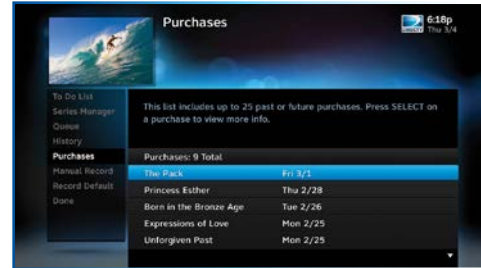 Purchases
6:18p
Thu 3/4
To Do List
Series Manager
Queue
History
Purchases
Manual Record
Record Default
Done
This list includes up to 25 past or future purchases. Press SELECT on
a purchase to view more info.
Purchases: 9 Total
The Pack Fri 3/1
Princess Esther Thu 2/28
Born in the Bronze Age Tue 2/26
Expressions of Love Mon 2/25
Unforgiven Past Mon 2/25